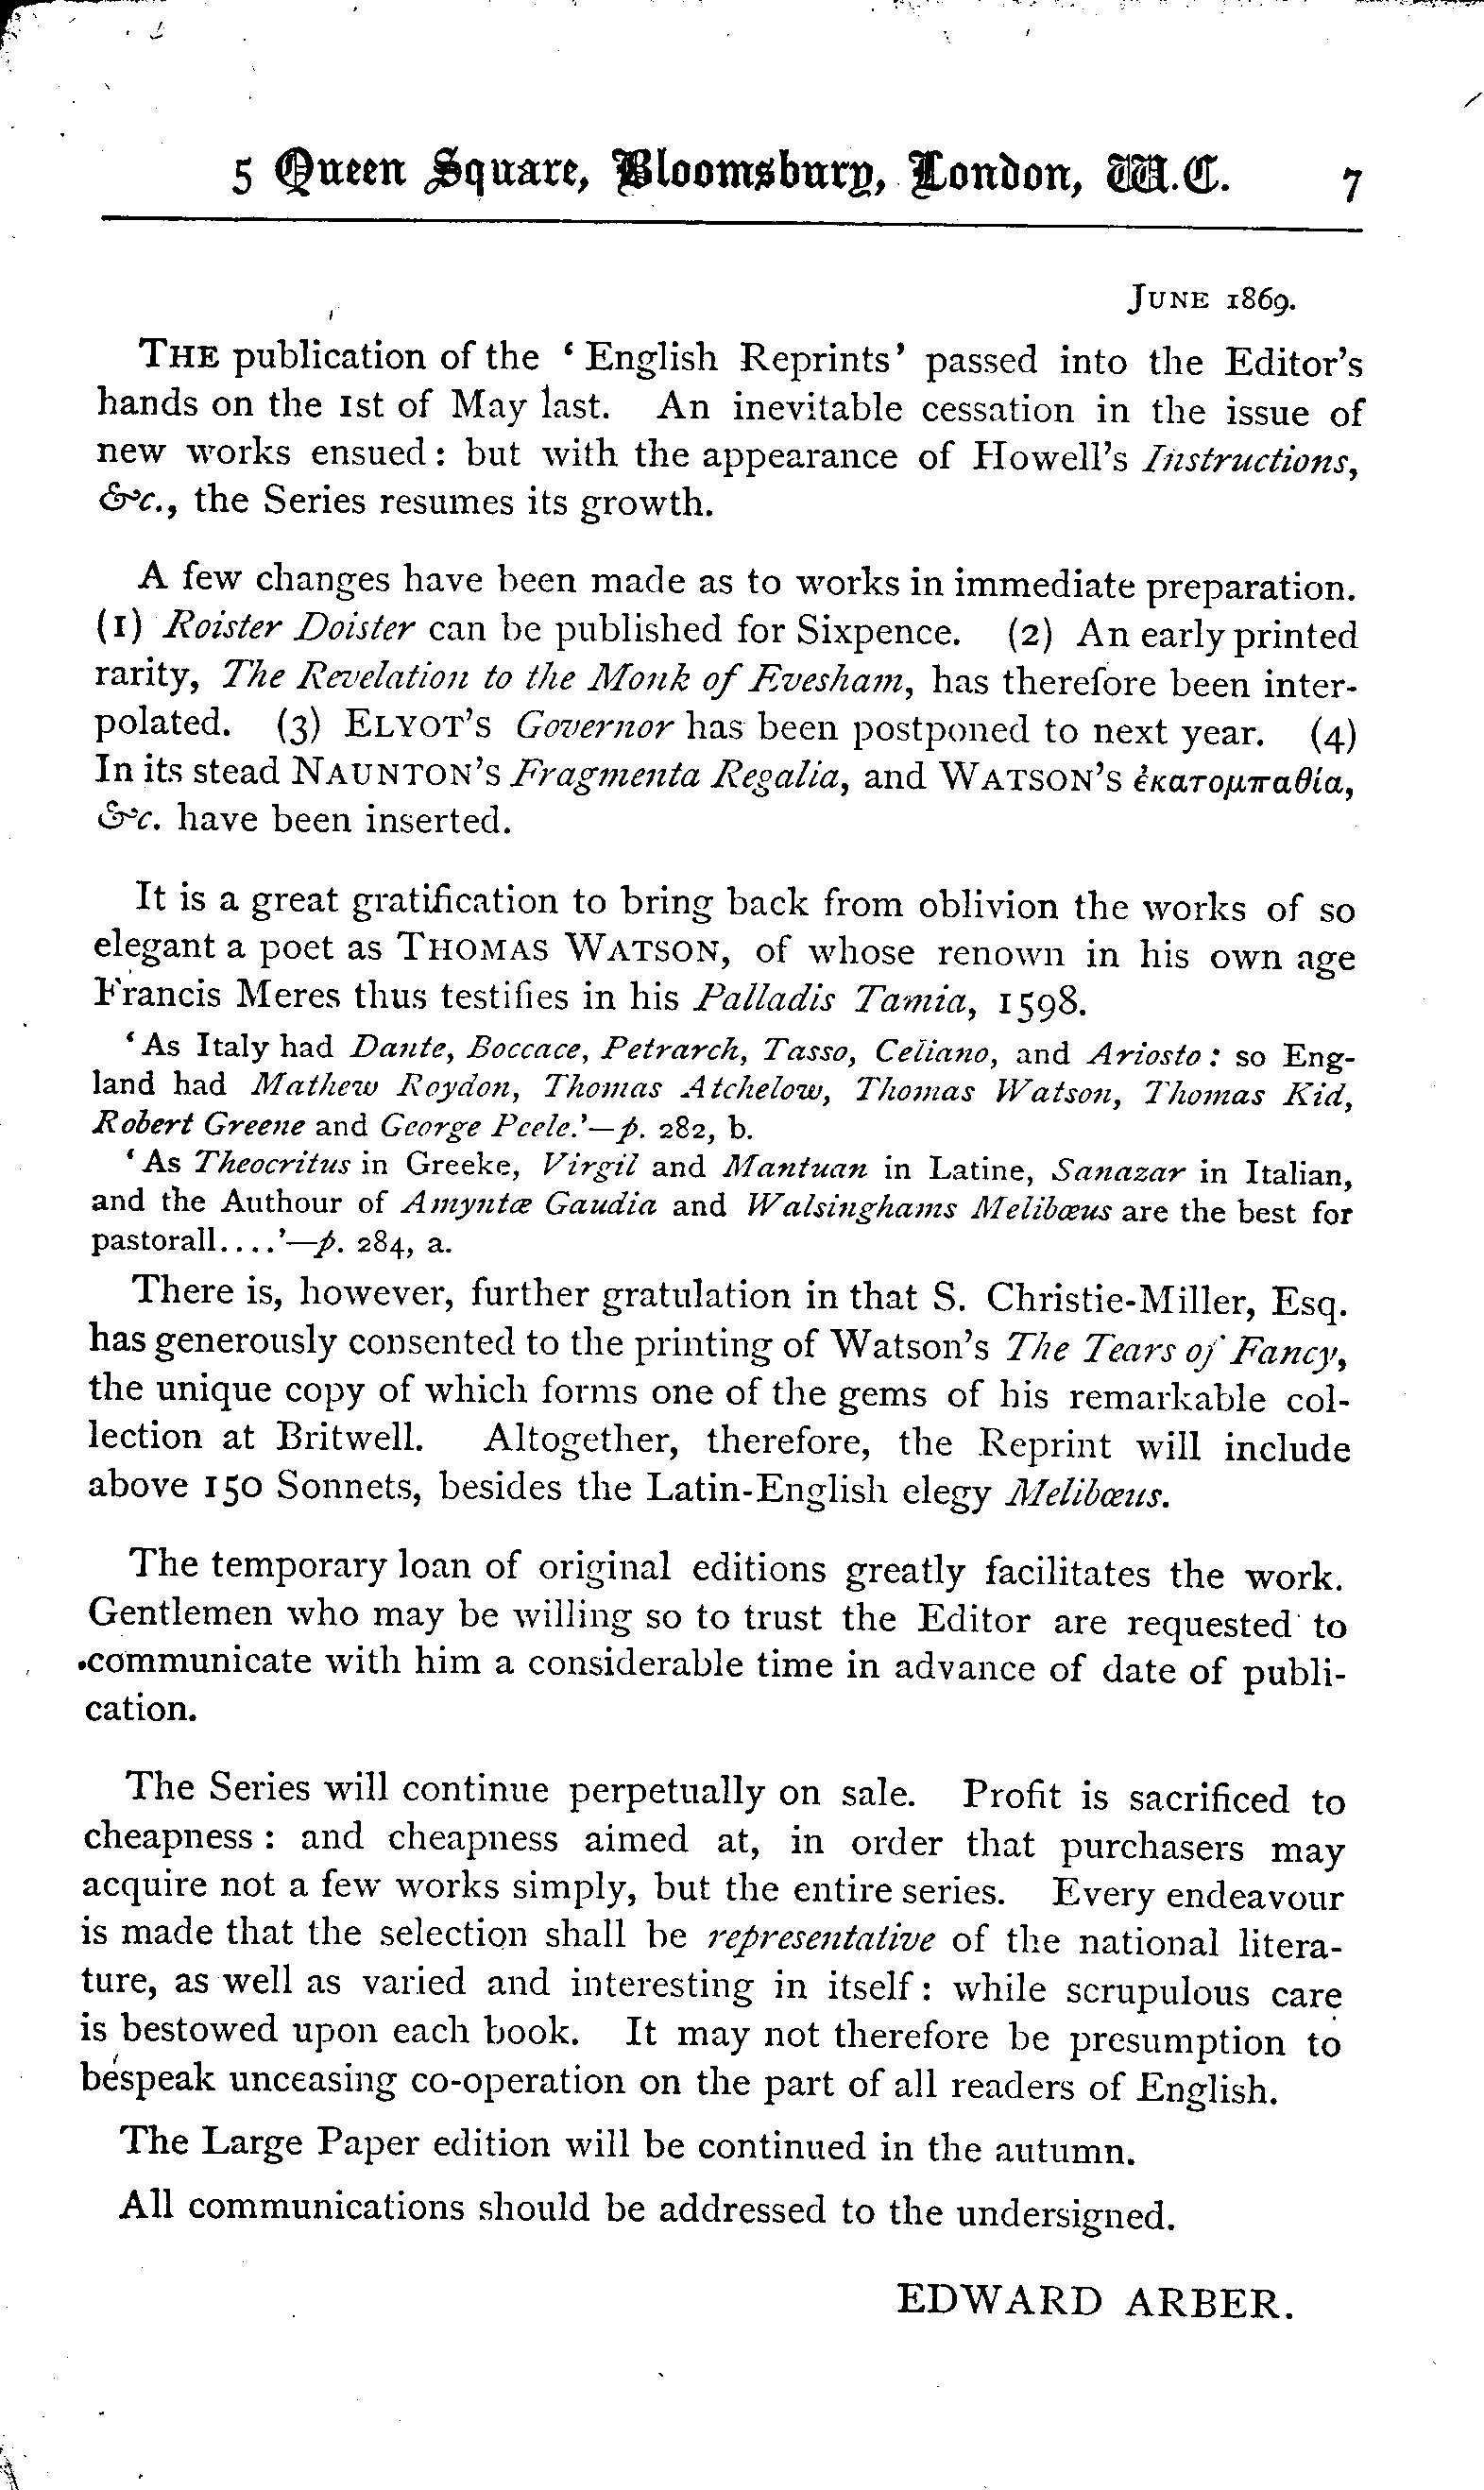 5 Queen Square, Bloomsbury, London, W.C. 7
JUNE 1869.
THE publication of the ‘English Reprints’ passed into the Editor’s
hands on the 1st of May last. An inevitable cessation in the issue of
new works ensued: but with the appearance of Howell’s Instructions,
&c., the Series resumes its growth.
A few changes have been made as to works in immediate preparation.
(1) Roister Doister can be published for Sixpence. (2) An early printed
rarity, The Revelation to the Monk of Evesham, has therefore been inter-
polated. (3) ELYOT’S Governor has been postponed to next year. (4)
In its stead NAUNTON’S Fragmenta Regalia, and WATSON’S ἑκατομπαθία,
&c. have been inserted.
It is a great gratification to bring back from oblivion the works of so
elegant a poet as THOMAS WATSON, of whose renown in his own age
Francis Meres thus testifies in his Palladis Tamia, 1598.
‘As Italy had Dante, Boccace, Petrarch, Tasso, Celiano, and Ariosto: so Eng-
land had Mathew Roydon, Thomas Atchelow, Thomas Watson, Thomas Kid,
Robert Greene and George Peele.’—p. 282, b.
‘As Theocritus in Greeke, Virgil and Mantuan in Latine, Sanazar in Italian,
and the Authour of Amyntæ Gaudia and Walsinghams Melibœus are the best for
pastorall....’—p. 284, a.
There is, however, further gratulation in that S. Christie-Miller, Esq.
has generously consented to the printing of Watson’s The Tears of Fancy,
the unique copy of which forms one of the gems of his remarkable col-
lection at Britwell. Altogether, therefore, the Reprint will include
above 150 Sonnets, besides the Latin-English elegy Melibœus.
The temporary loan of original editions greatly facilitates the work.
Gentlemen who may be willing so to trust the Editor are requested to
communicate with him a considerable time in advance of date of publi-
cation.
The Series will continue perpetually on sale. Profit is sacrificed to
cheapness: and cheapness aimed at, in order that purchasers may
acquire not a few works simply, but the entire series. Every endeavour
is made that the selection shall be representative of the national litera-
ture, as well as varied and interesting in itself: while scrupulous care
is bestowed upon each book. It may not therefore be presumption to
bespeak unceasing co-operation on the part of all readers of English.
The Large Paper edition will be continued in the autumn.
All communications should be addressed to the undersigned.
EDWARD ARBER.